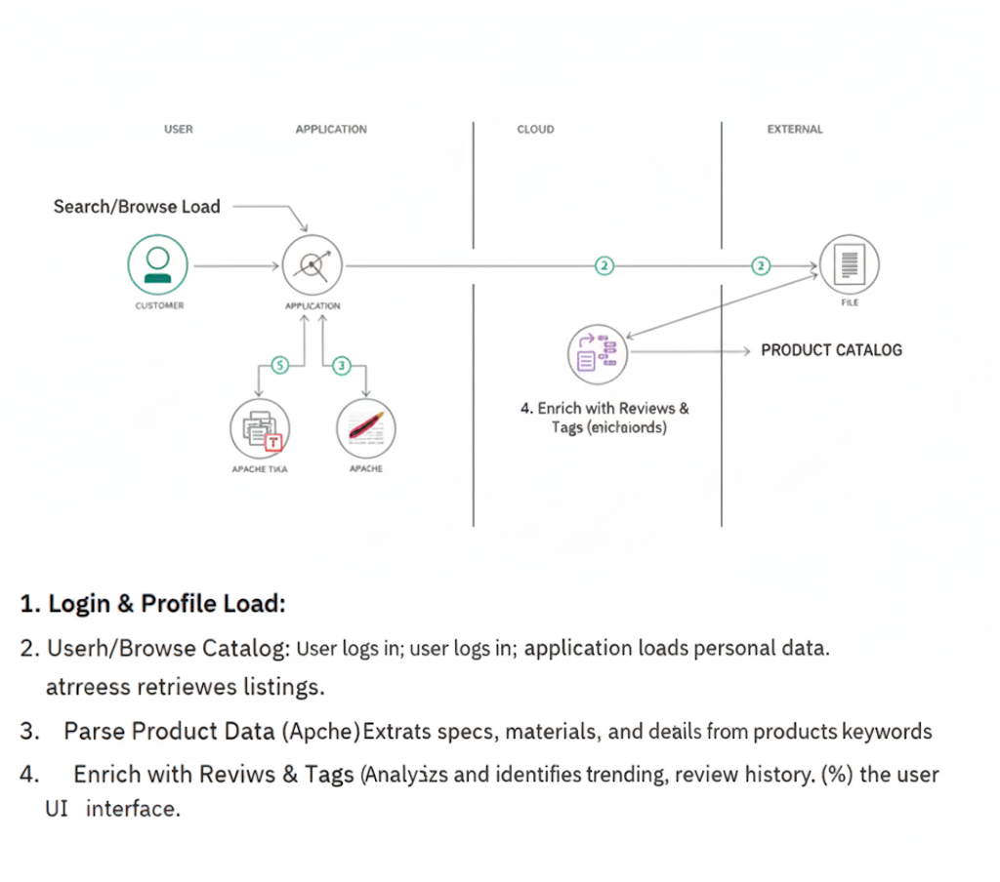 USER
APPLICATION
CLOUD
EXTERNAL
Search/Browse Load
2
2
CUSTOMER
APPLICATION
FILE
PRODUCT CATALOG
5
3
4. Enrich with Reviews &
Tags
T
APACHE TIKA
APACHE
1. Login & Profile Load:
2. Userh/Browse Catalog: User logs in; user logs in; application loads personal data.
atrreess retriewes listings.
3. Parse Product Data (Apche) Extrats specs, materials, and deails from products keywords
4. Enrich with Reviws & Tags (Analyizs and identifies trending, review history. (%) the user
UI interface.